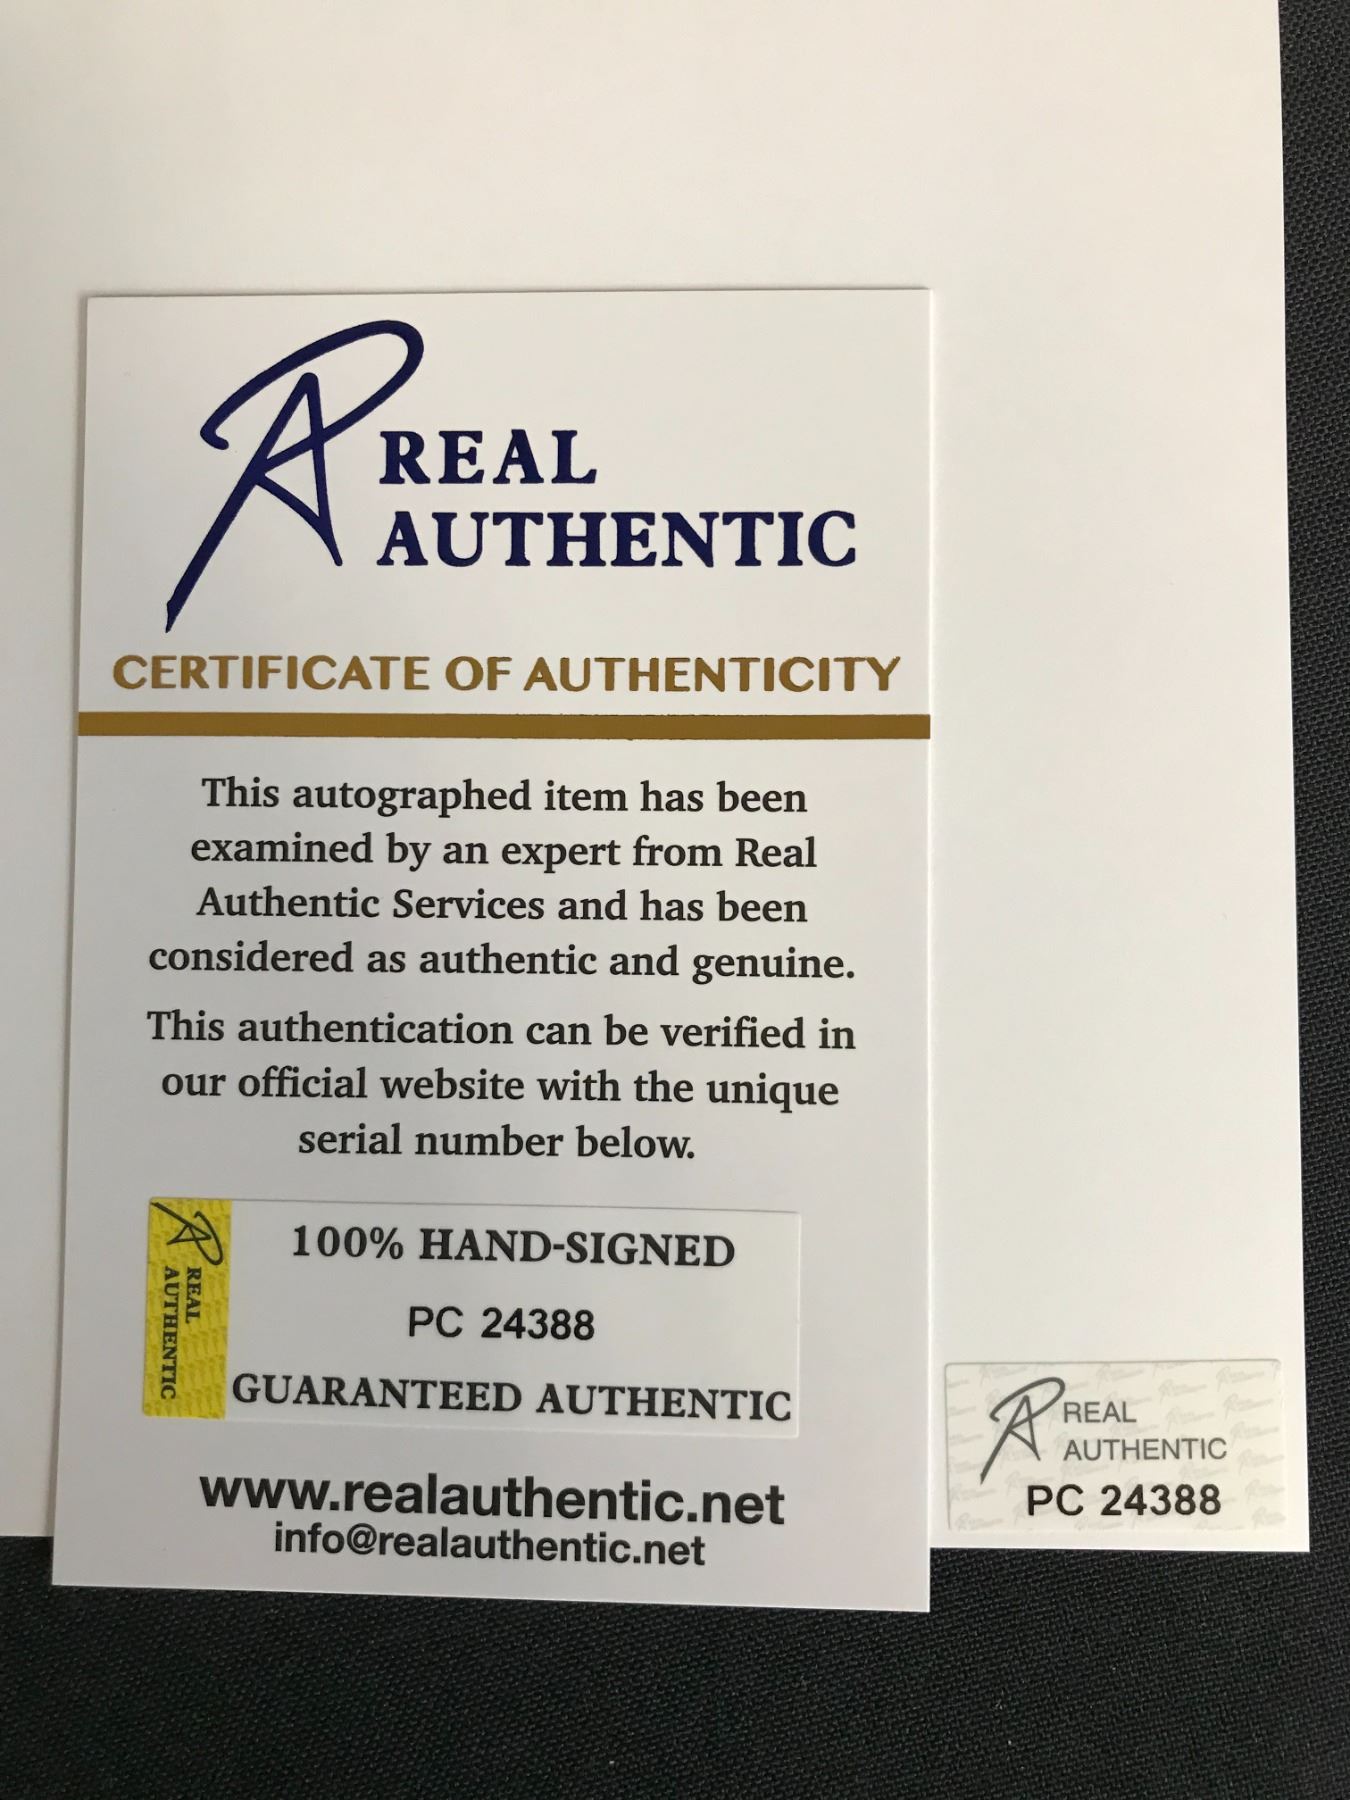 REAL
AUTHENTIC
CERTIFICATE OF AUTHENTICITY
This autographed item has been
examined by an expert from Real
Authentic Services and has been
considered as authentic and genuine.
This authentication can be verified in
our official website with the unique
serial number below.
REAL
AUTHENTIC
100% HAND-SIGNED
PC 24388
GUARANTEED AUTHENTIC
www.realauthentic.net
info@realauthentic.net
REAL
AUTHENTIC
PC 24388